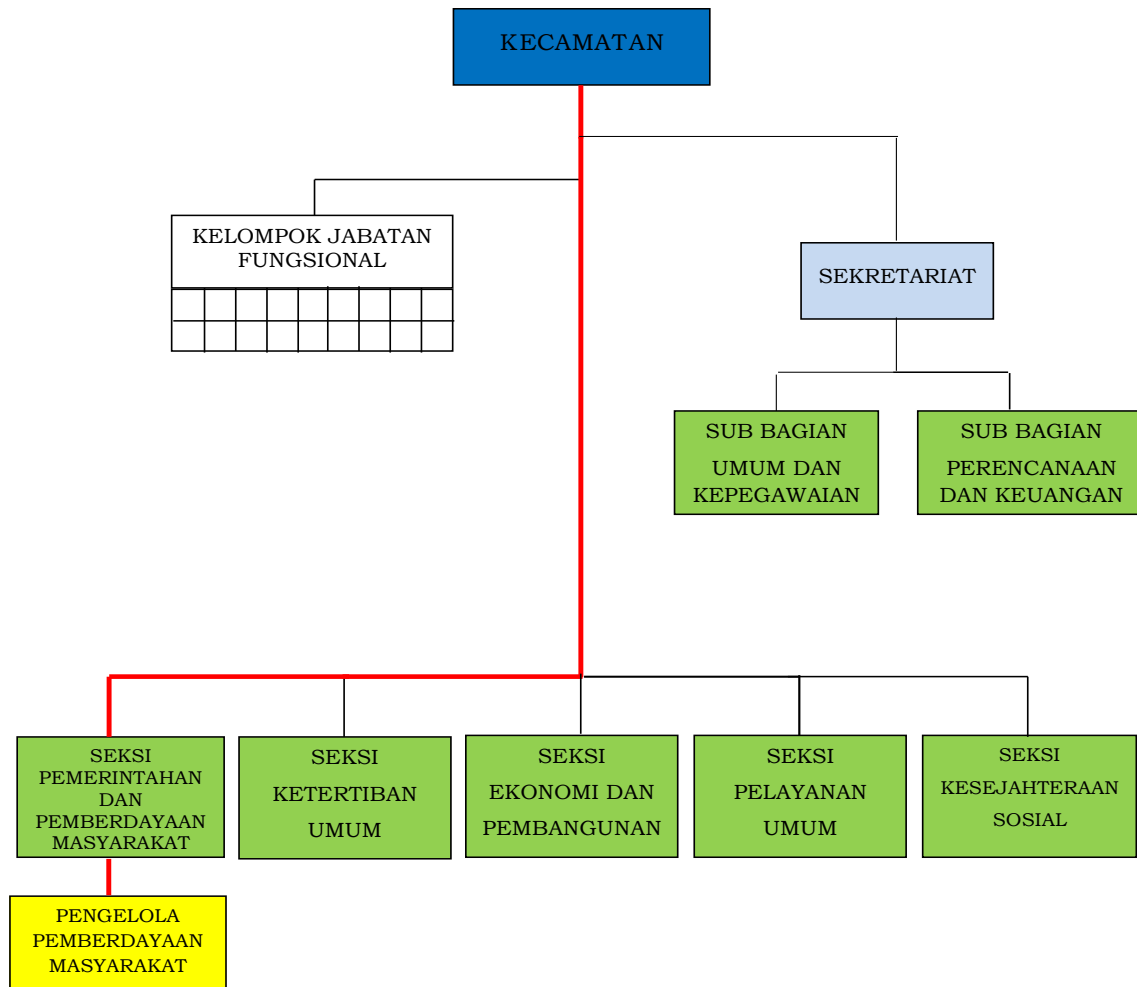 KECAMATAN
KELOMPOK JABATAN
FUNGSIONAL
SEKRETARIAT
SUB BAGIAN
UMUM DAN
KEPEGAWAIAN
SUB BAGIAN
PERENCANAAN
DAN KEUANGAN
SEKSI
PEMERINTAHAN
DAN
PEMBERDAYAAN
MASYARAKAT
SEKSI
KETERTIBAN
UMUM
SEKSI
EKONOMI DAN
PEMBANGUNAN
SEKSI
PELAYANAN
UMUM
SEKSI
KESEJAHTERAAN
SOSIAL
PENGELOLA
PEMBERDAYAAN
MASYARAKAT